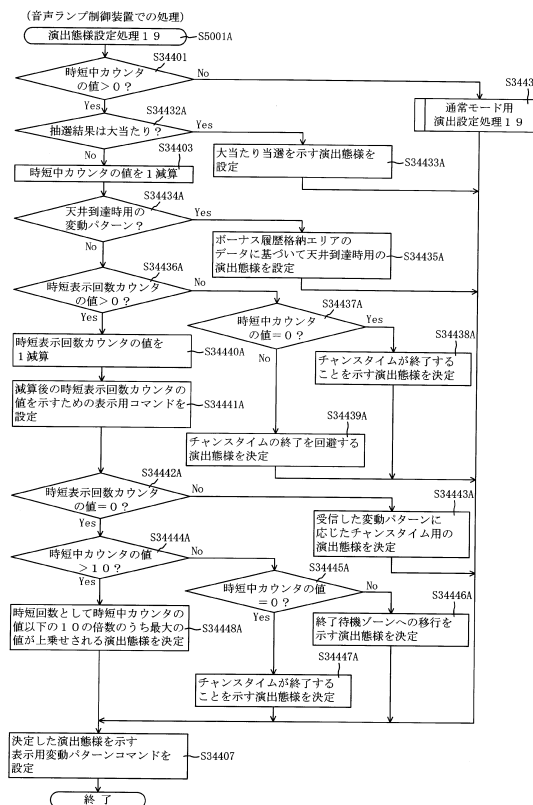 (音声ランプ制御装置での処理)
演出態様設定処理19
S5001A
S34401
時短中カウンタ
の値>0?
No
Yes
通常モード用
演出設定処理19
S34432A
抽選結果は大当たり?
Yes
No
大当たり当選を示す演出態様を
設定
S34433A
S34403
時短中カウンタの値を1減算
S34434A
天井到達時用の
変動パターン?
Yes
No
ボーナス履歴格納エリアの
データに基づいて天井到達時用の
演出態様を設定
S34435A
S34436A
時短表示回数カウンタ
の値>0?
No
Yes
S34437A
時短中カウンタの
値=0?
Yes
No
S34438A
チャンスタイムが終了する
ことを示す演出態様を決定
時短表示回数カウンタの値を
1減算
S34440A
減算後の時短表示回数カウンタの
値を示すための表示用コマンドを
設定
S34441A
S34439A
チャンスタイムの終了を回避する
演出態様を決定
S34442A
時短表示回数カウンタ
の値=0?
No
Yes
S34443A
受信した変動パターンに
応じたチャンスタイム用の
演出態様を決定
S34444A
時短中カウンタの値
>10?
No
Yes
S34445A
時短中カウンタの値
=0?
No
Yes
S34446A
終了待機ゾーンへの移行を
示す演出態様を決定
時短回数として時短中カウンタの
値以下の10の倍数のうち最大の
値が上乗せされる演出態様を決定
S34448A
S34447A
チャンスタイムが終了する
ことを示す演出態様を決定
決定した演出態様を示す
表示用変動パターンコマンドを
設定
S34407
終了